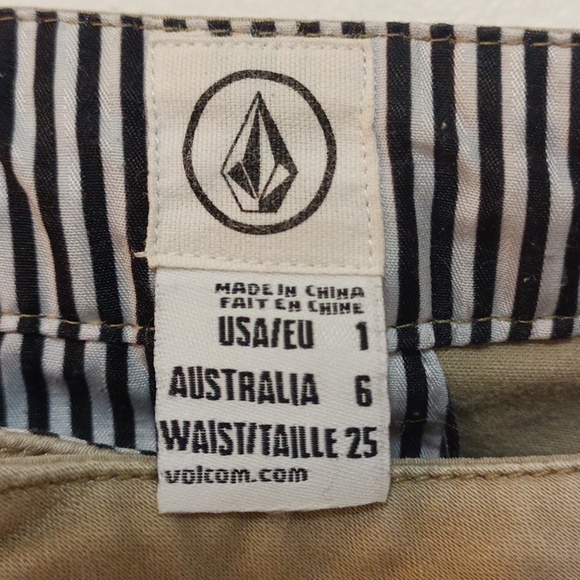 MADE IN CHINA
FAIT EN CHINE
USA/EU 1
AUSTRALIA 6
WAIST/TAILLE 25
volcom.com